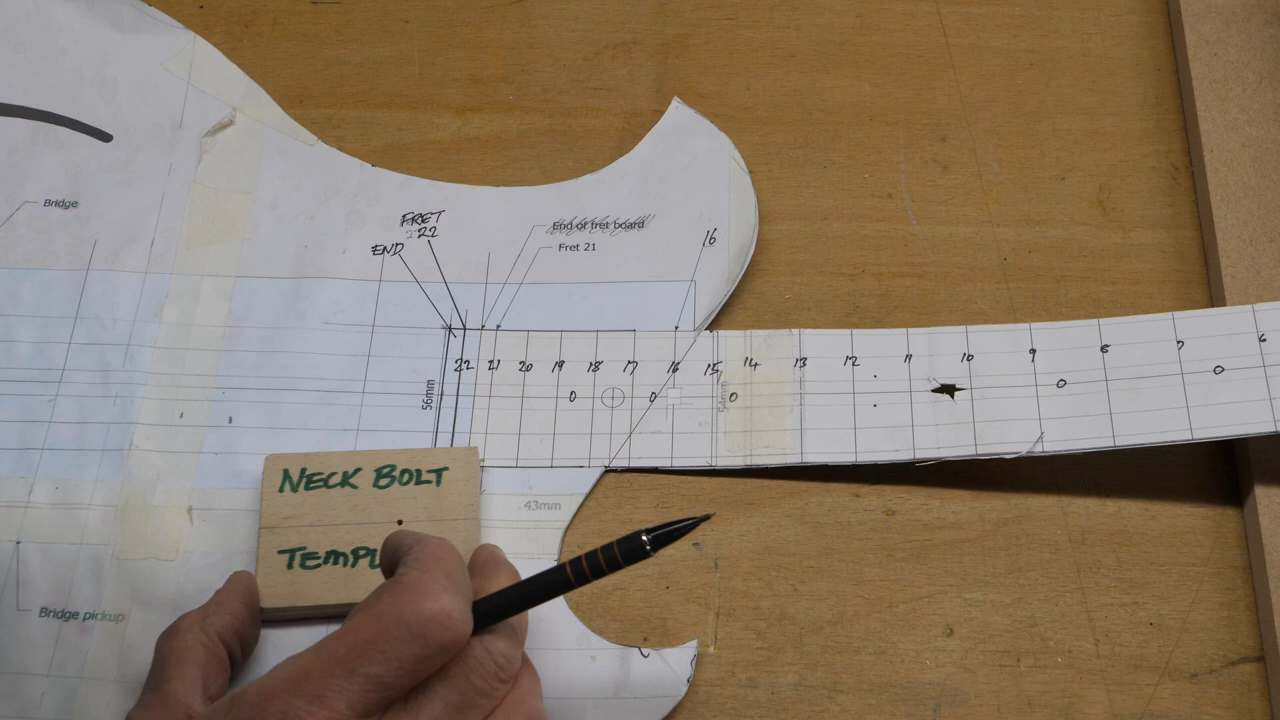 Bridge
FRET
22
END
End of fret board
Fret 21
16
22 21 20 19 18 17 16 15 14 13 12 11 10 9 8 7 6
0 0 0 0 0
56mm
54mm
NECK BOLT
43mm
TEMPL
Bridge pickup